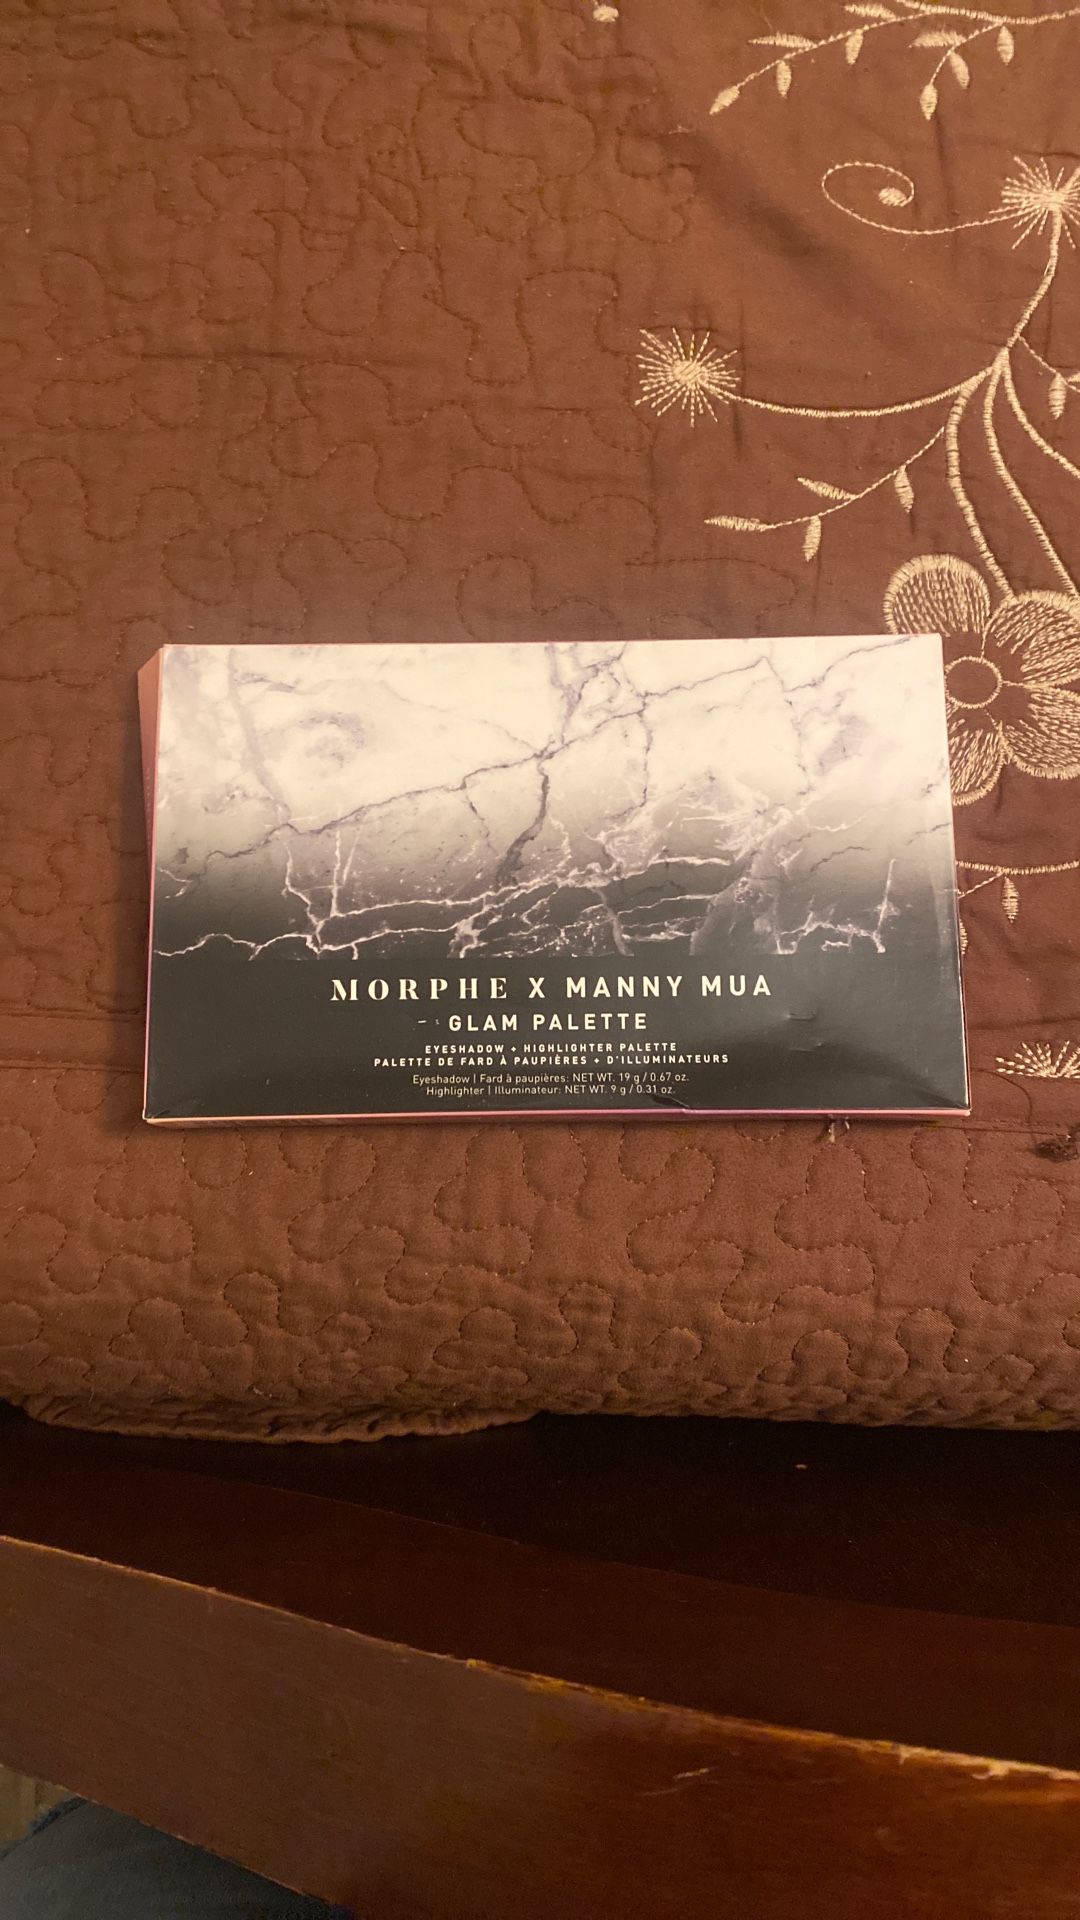 MORPHE X MANNY MUA
GLAM PALETTE
EYESHADOW + HIGHLIGHTER PALETTE
PALETTE DE FARD À PAUPIÈRES + D'ILLUMINATEURS
Eyeshadow | Fard à paupières: NET WT. 19 g / 0.67 oz.
Highlighter | Illuminateur: NET WT. 9 g / 0.31 oz.